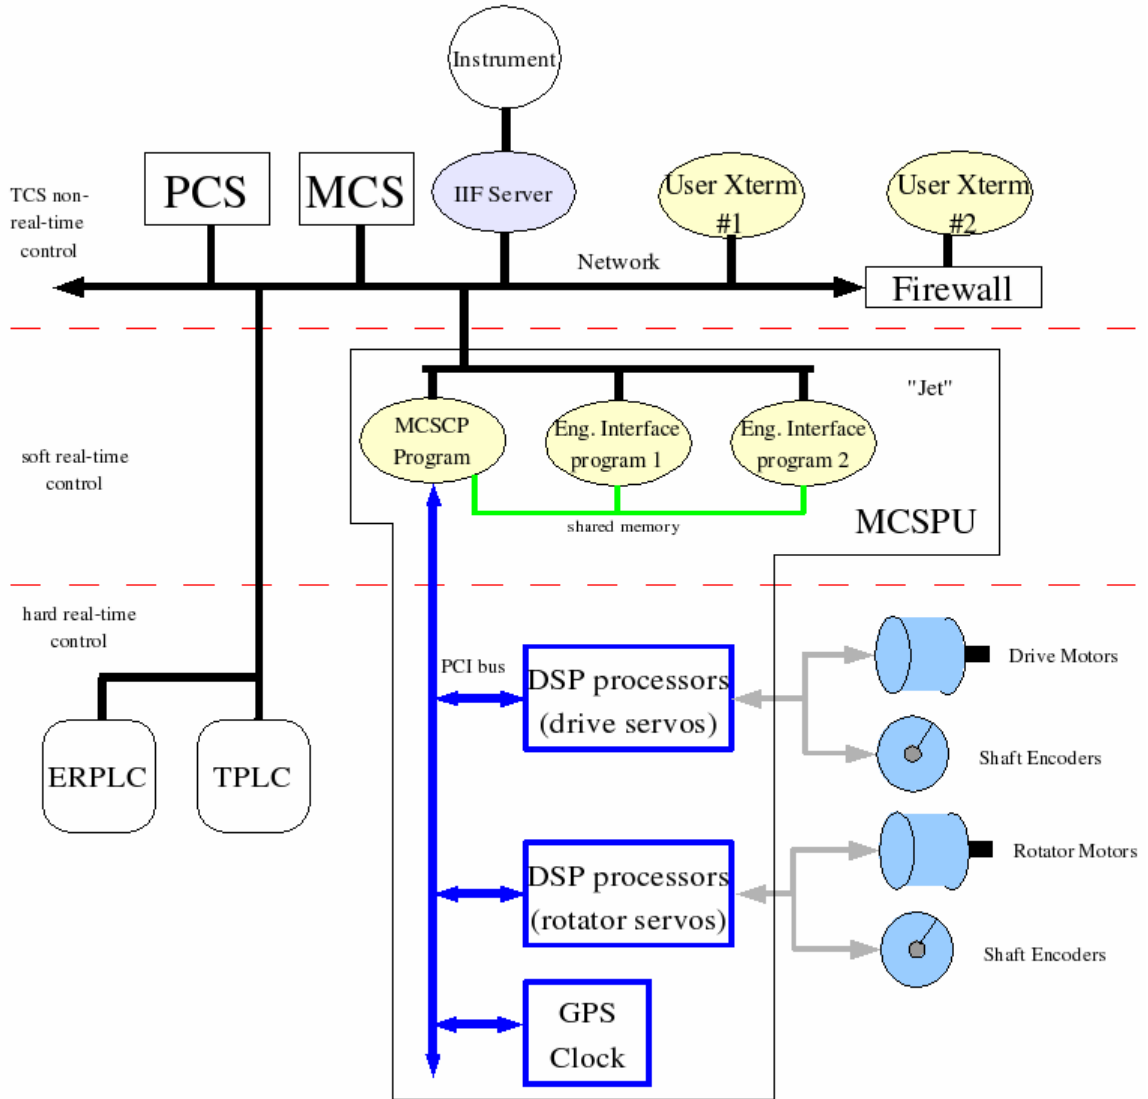 Instrument
PCS
MCS
IIF Server
User Xterm
#1
User Xterm
#2
TCS non-
real-time
control
Network
Firewall
"Jet"
MCSCP
Program
Eng. Interface
program 1
Eng. Interface
program 2
soft real-time
control
shared memory
MCSPU
hard real-time
control
PCI bus
DSP processors
(drive servos)
Drive Motors
Shaft Encoders
ERPLC
TPLC
DSP processors
(rotator servos)
Rotator Motors
Shaft Encoders
GPS
Clock